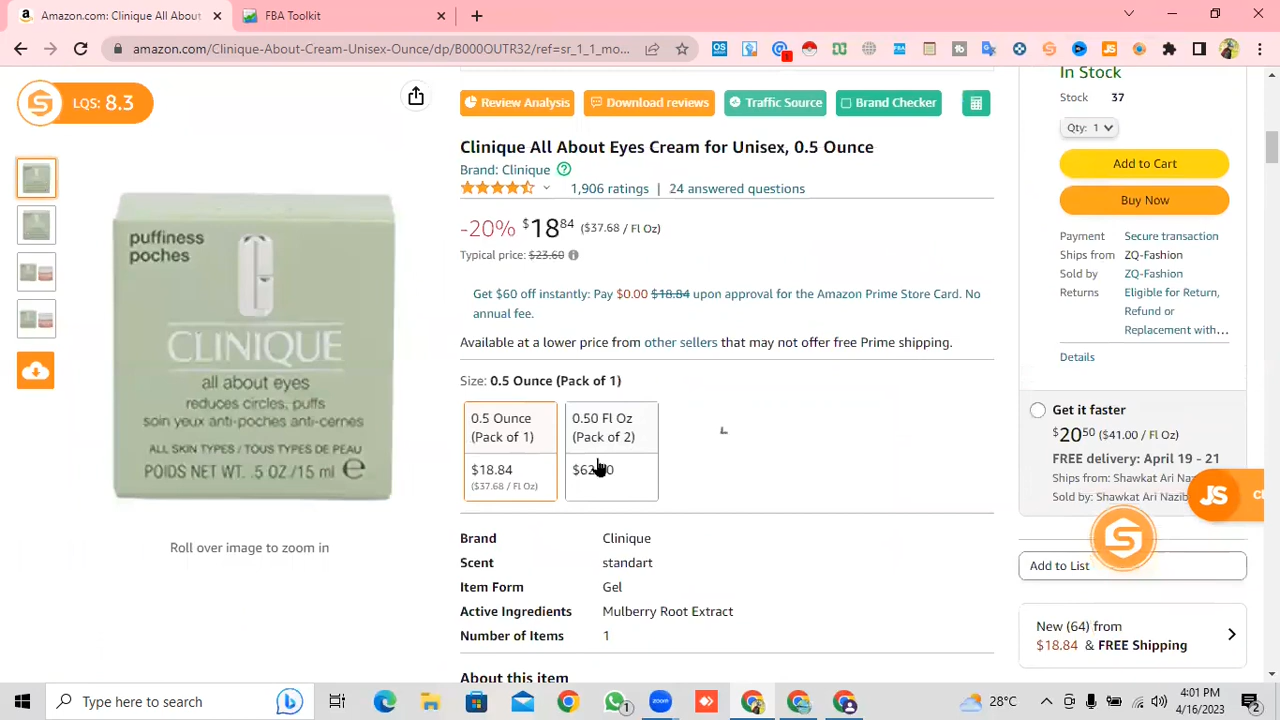 Amazon.com: Clinique All About
FBA Toolkit
amazon.com/Clinique-About-Cream-Unisex-Ounce/dp/B000OUTR32/ref=sr_1_1_mo...
LQS: 8.3
Review Analysis
Download reviews
Traffic Source
Brand Checker
Clinique All About Eyes Cream for Unisex, 0.5 Ounce
Brand: Clinique
1,906 ratings | 24 answered questions
-20% $18 84 ($37.68 / Fl Oz)
Typical price: $23.60
Get $60 off instantly: Pay $0.00 $18.84 upon approval for the Amazon Prime Store Card. No
annual fee.
Available at a lower price from other sellers that may not offer free Prime shipping.
Size: 0.5 Ounce (Pack of 1)
0.5 Ounce
(Pack of 1)
$18.84
($37.68 / Fl Oz)
0.50 Fl Oz
(Pack of 2)
Brand Clinique
Scent standart
Item Form Gel
Active Ingredients Mulberry Root Extract
Number of Items 1
About this item
puffiness
poches
CLINIQUE
all about eyes
reduces circles, puffs
soin yeux anti-poches anti-cernes
ALL SKIN TYPES / TOUS TYPES DE PEAU
POIDS NET WT. .5 OZ/15 ml e
Roll over image to zoom in
In Stock
Stock 37
Qty: 1
Add to Cart
Buy Now
Payment Secure transaction
Ships from ZQ-Fashion
Sold by ZQ-Fashion
Returns Eligible for Return,
Refund or
Replacement with...
Details
Get it faster
$20 50 ($41.00 / Fl Oz)
FREE delivery: April 19 - 21
Ships from: Shawkat Ari Nazib
Sold by: Shawkat Ari Nazib
JS
Add to List
New (64) from
$18.84 & FREE Shipping
Type here to search
28°C
4:01 PM
4/16/2023